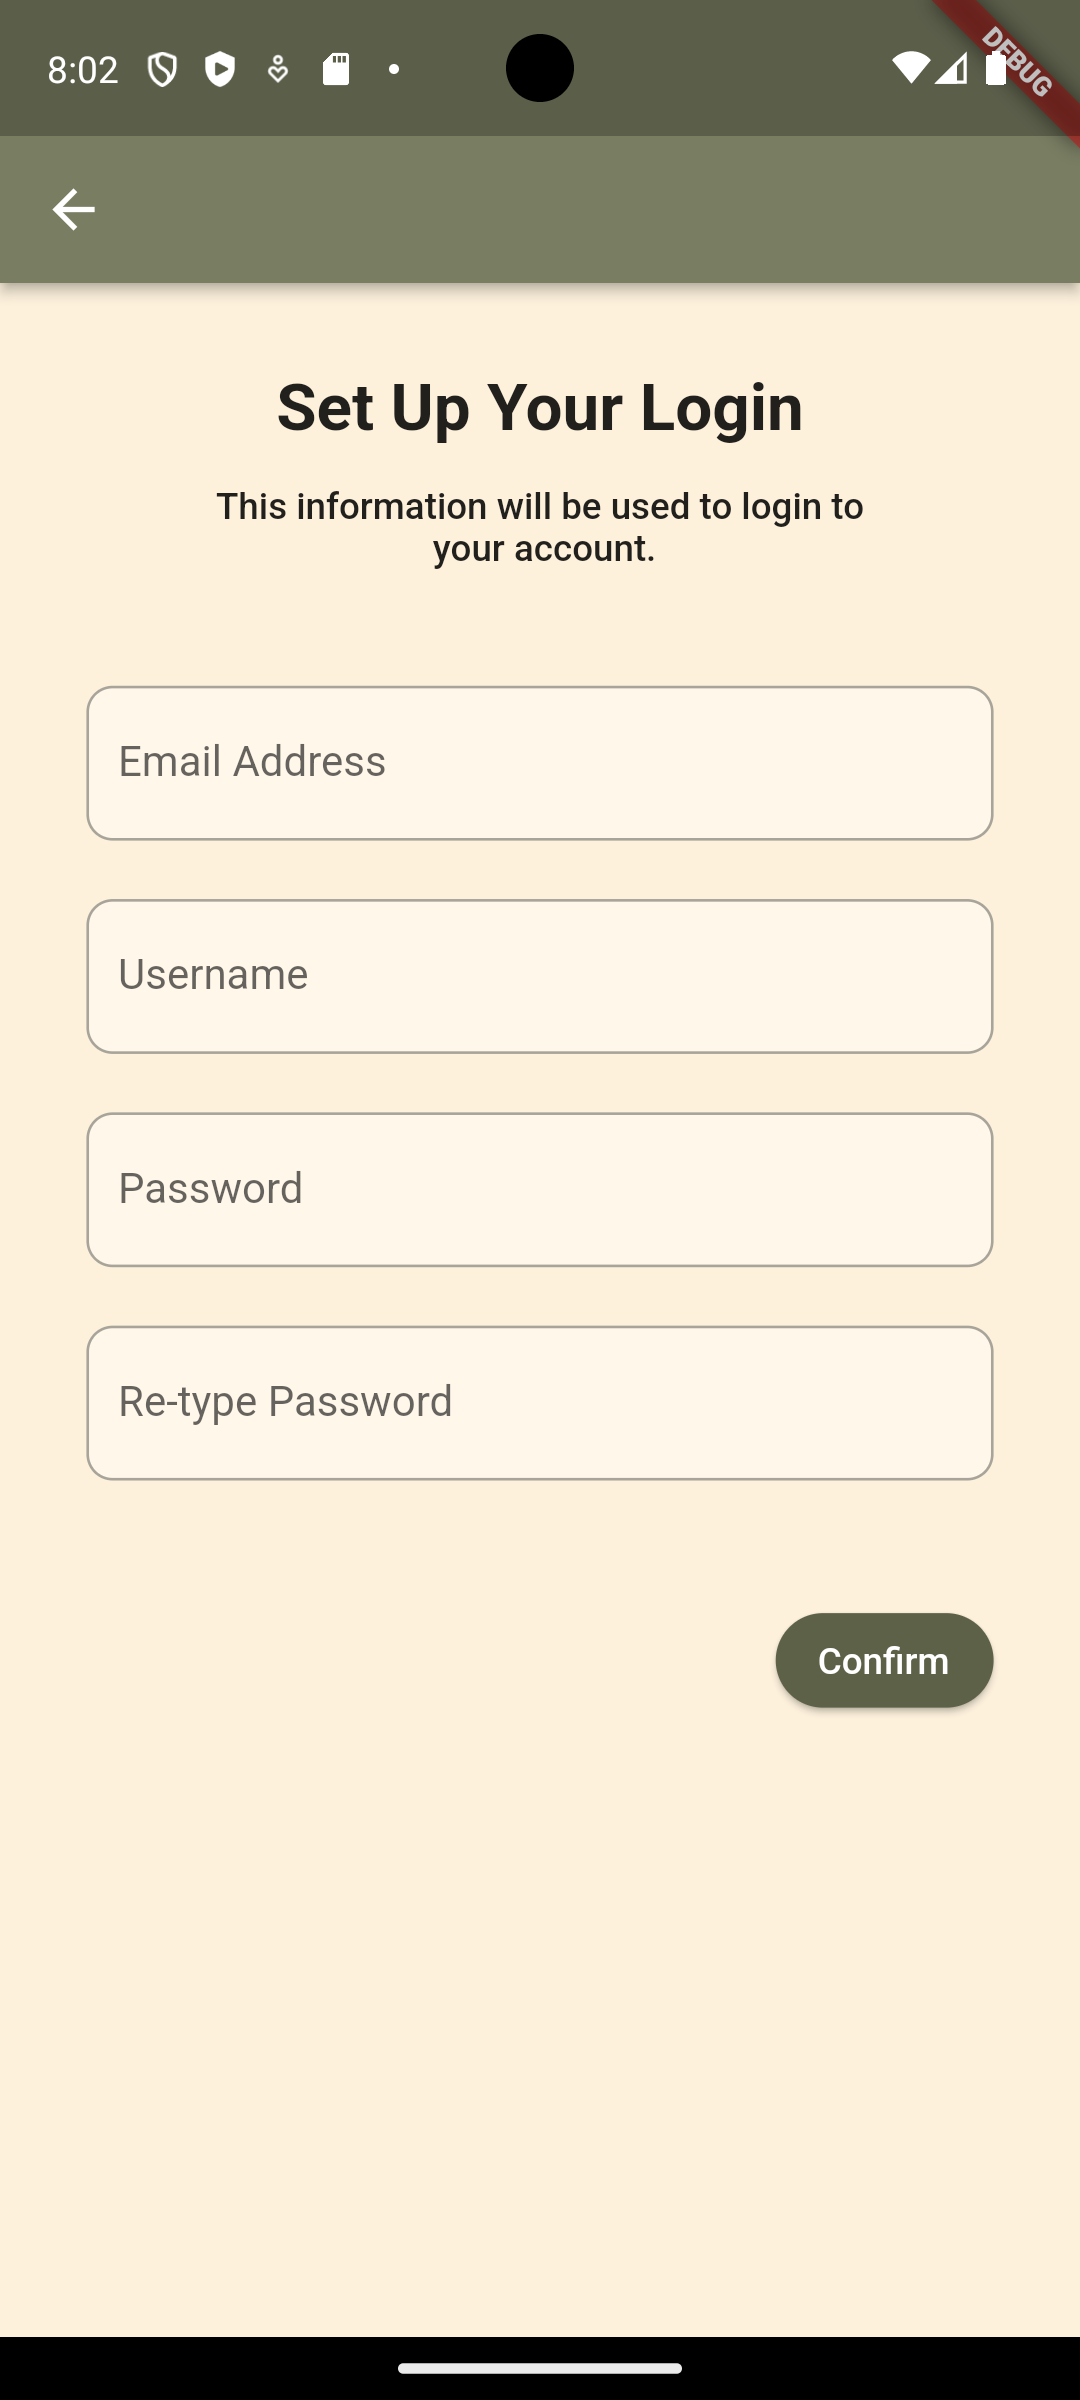 8:02
DEBUG
Set Up Your Login
This information will be used to login to
your account.
Email Address
Username
Password
Re-type Password
Confirm